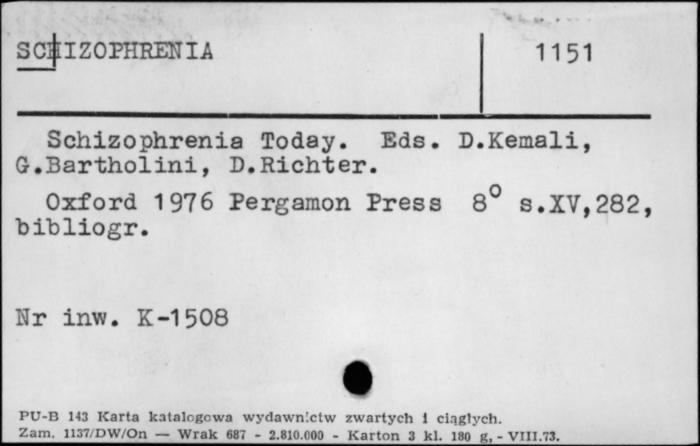 SCHIZOPHRENIA 1151
Schizophrenia Today. Eds. D.Kemali,
G.Bartholini, D.Richter.
Oxford 1976 Pergamon Press 8° s.XV,282,
bibliogr.
Nr inw. K-1508
PU-B 143 Karta katalogowa wydawnictw zwartych i ciągłych.
Zam. 1137/DW/On — Wrak 687 - 2.810.000 - Karton 3 kl. 180 g, - VIII.73.